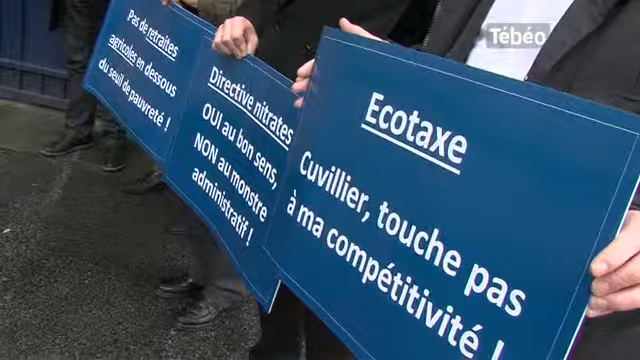 Tébéo
Pas de retraites
agricoles en dessous
du seuil de pauvreté !
Directive nitrates
OUI au bon sens,
NON au monstre
administratif !
Ecotaxe
Cuvillier, touche pas
à ma compétitivité !